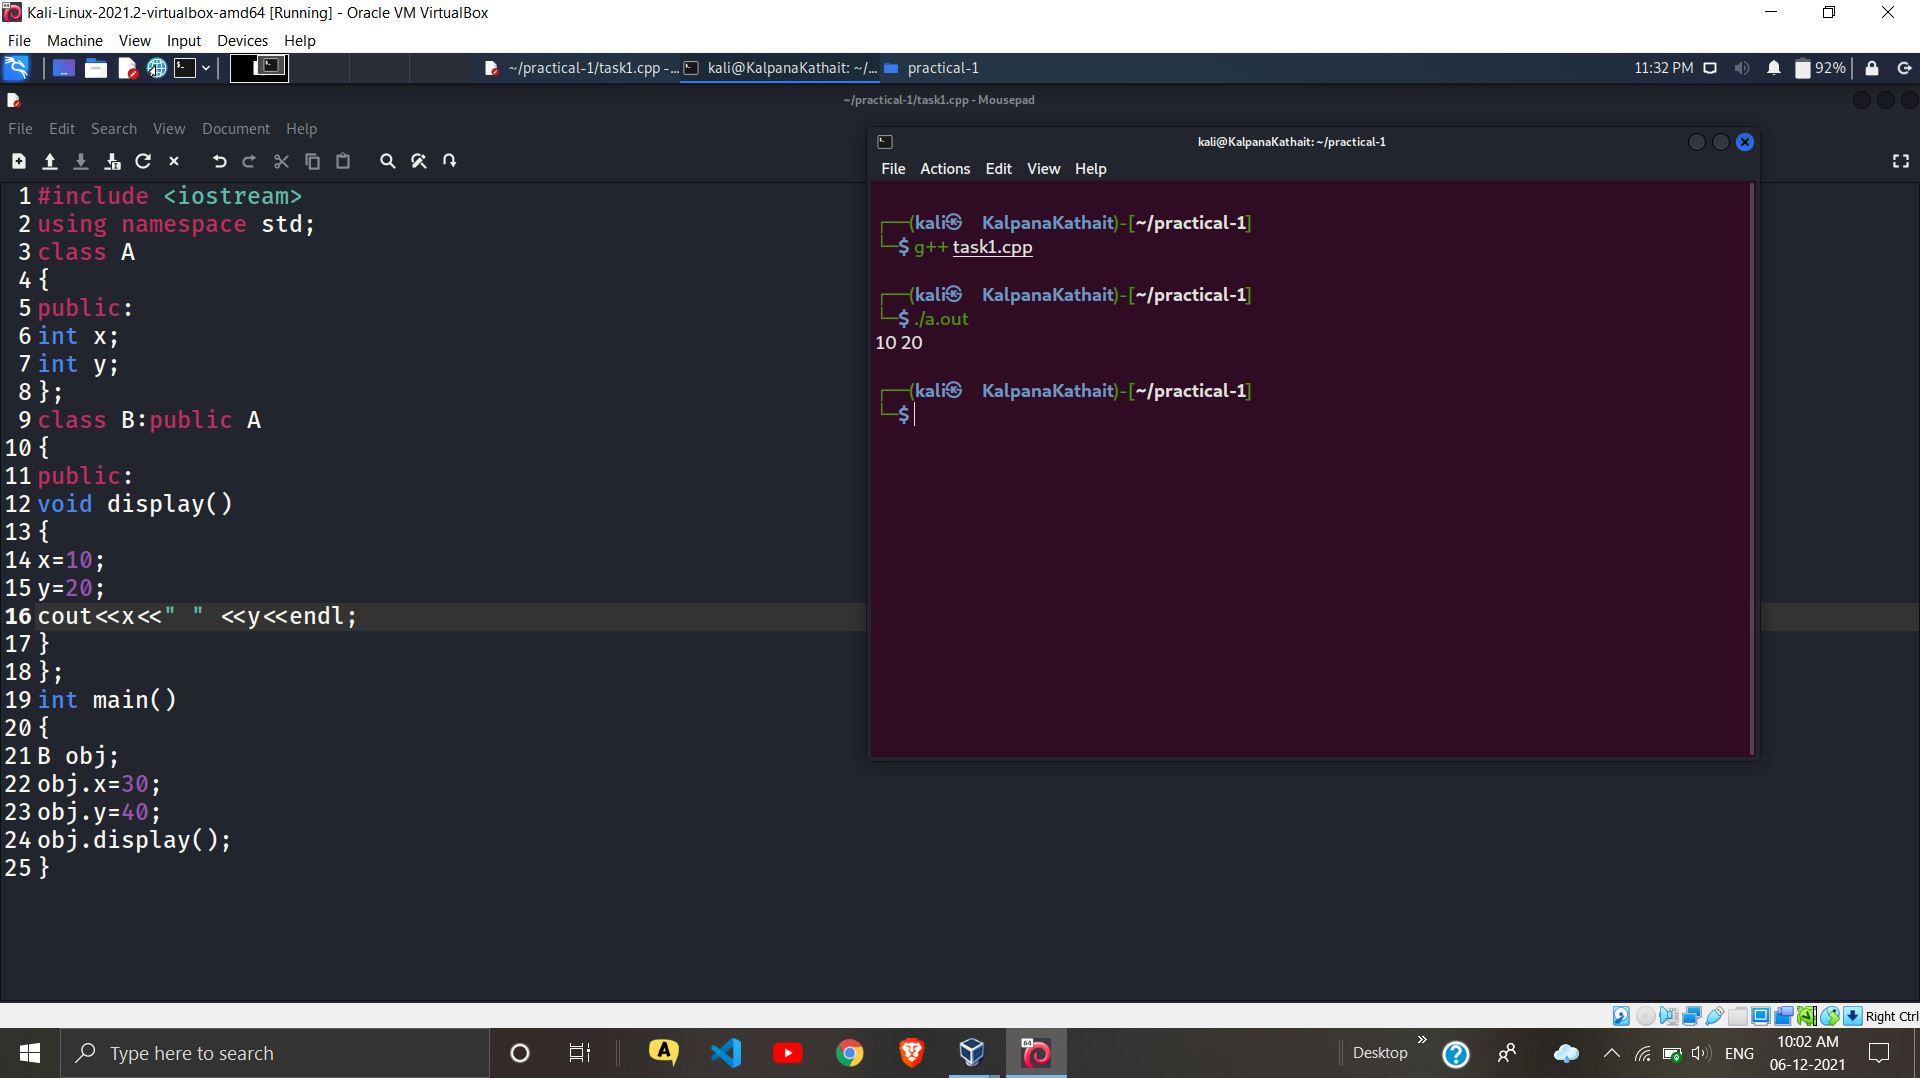 Kali-Linux-2021.2-virtualbox-amd64 [Running] - Oracle VM VirtualBox
File Machine View Input Devices Help
~/practical-1/task1.cpp -... kali@KalpanaKathait: ~/... practical-1 11:32 PM 92%
~/practical-1/task1.cpp - Mousepad
File Edit Search View Document Help
1 #include <iostream>
2 using namespace std;
3 class A
4 {
5 public:
6 int x;
7 int y;
8 };
9 class B:public A
10 {
11 public:
12 void display()
13 {
14 x=10;
15 y=20;
16 cout<<x<<" " <<y<<endl;
17 }
18 };
19 int main()
20 {
21 B obj;
22 obj.x=30;
23 obj.y=40;
24 obj.display();
25 }
kali@KalpanaKathait: ~/practical-1
File Actions Edit View Help
┌──(kali㉿ KalpanaKathait)-[~/practical-1]
└─$ g++ task1.cpp
┌──(kali㉿ KalpanaKathait)-[~/practical-1]
└─$ ./a.out
10 20
┌──(kali㉿ KalpanaKathait)-[~/practical-1]
└─$
Right Ctrl
Type here to search
Desktop
ENG
10:02 AM
06-12-2021